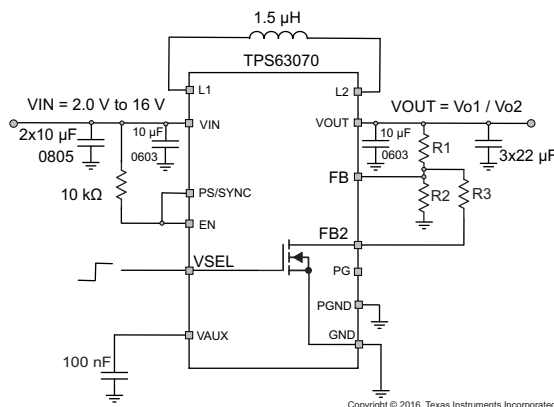 1.5 µH
TPS63070
L1
L2
VIN = 2.0 V to 16 V
VIN
VOUT
VOUT = Vo1 / Vo2
2x10 µF
0805
10 µF
0603
10 µF
0603
R1
3x22 µF
10 kΩ
PS/SYNC
FB
R2
R3
EN
FB2
VSEL
PG
PGND
VAUX
GND
100 nF
Copyright © 2016, Texas Instruments Incorporated